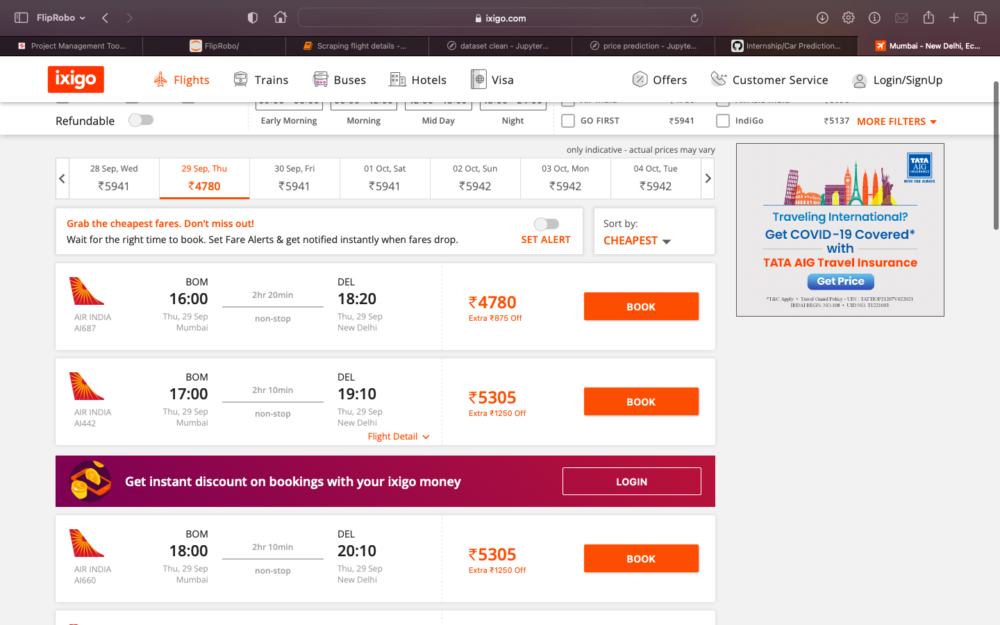 FlipRobo
ixigo.com
Project Management Too...
FlipRobo/
Scraping flight details -...
dataset clean - Jupyter...
price prediction - Jupyte...
Internship/Car Prediction...
Mumbai - New Delhi, Ec...
ixigo
Flights
Trains
Buses
Hotels
Visa
Offers
Customer Service
Login/SignUp
Refundable
Early Morning
Morning
Mid Day
Night
GO FIRST
₹5941
IndiGo
₹5137
MORE FILTERS
only indicative - actual prices may vary
28 Sep, Wed
₹5941
29 Sep, Thu
₹4780
30 Sep, Fri
₹5941
01 Oct, Sat
₹5941
02 Oct, Sun
₹5942
03 Oct, Mon
₹5942
04 Oct, Tue
₹5942
Grab the cheapest fares. Don't miss out!
Wait for the right time to book. Set Fare Alerts & get notified instantly when fares drop.
SET ALERT
Sort by:
CHEAPEST
AIR INDIA
AI687
BOM
16:00
Thu, 29 Sep
Mumbai
2hr 20min
non-stop
DEL
18:20
Thu, 29 Sep
New Delhi
₹4780
Extra ₹875 Off
BOOK
AIR INDIA
AI442
BOM
17:00
Thu, 29 Sep
Mumbai
2hr 10min
non-stop
DEL
19:10
Thu, 29 Sep
New Delhi
Flight Detail
₹5305
Extra ₹1250 Off
BOOK
Get instant discount on bookings with your ixigo money
LOGIN
AIR INDIA
AI660
BOM
18:00
Thu, 29 Sep
Mumbai
2hr 10min
non-stop
DEL
20:10
Thu, 29 Sep
New Delhi
₹5305
Extra ₹1250 Off
BOOK
TATA
AIG
INSURANCE
WITH YOU ALWAYS
Traveling International?
Get COVID-19 Covered*
with
TATA AIG Travel Insurance
Get Price
*T&C Apply • Travel Guard Policy - UIN : TATTIOP21207V022021
IRDAI REGN. NO.108 • UID NO. T1221003